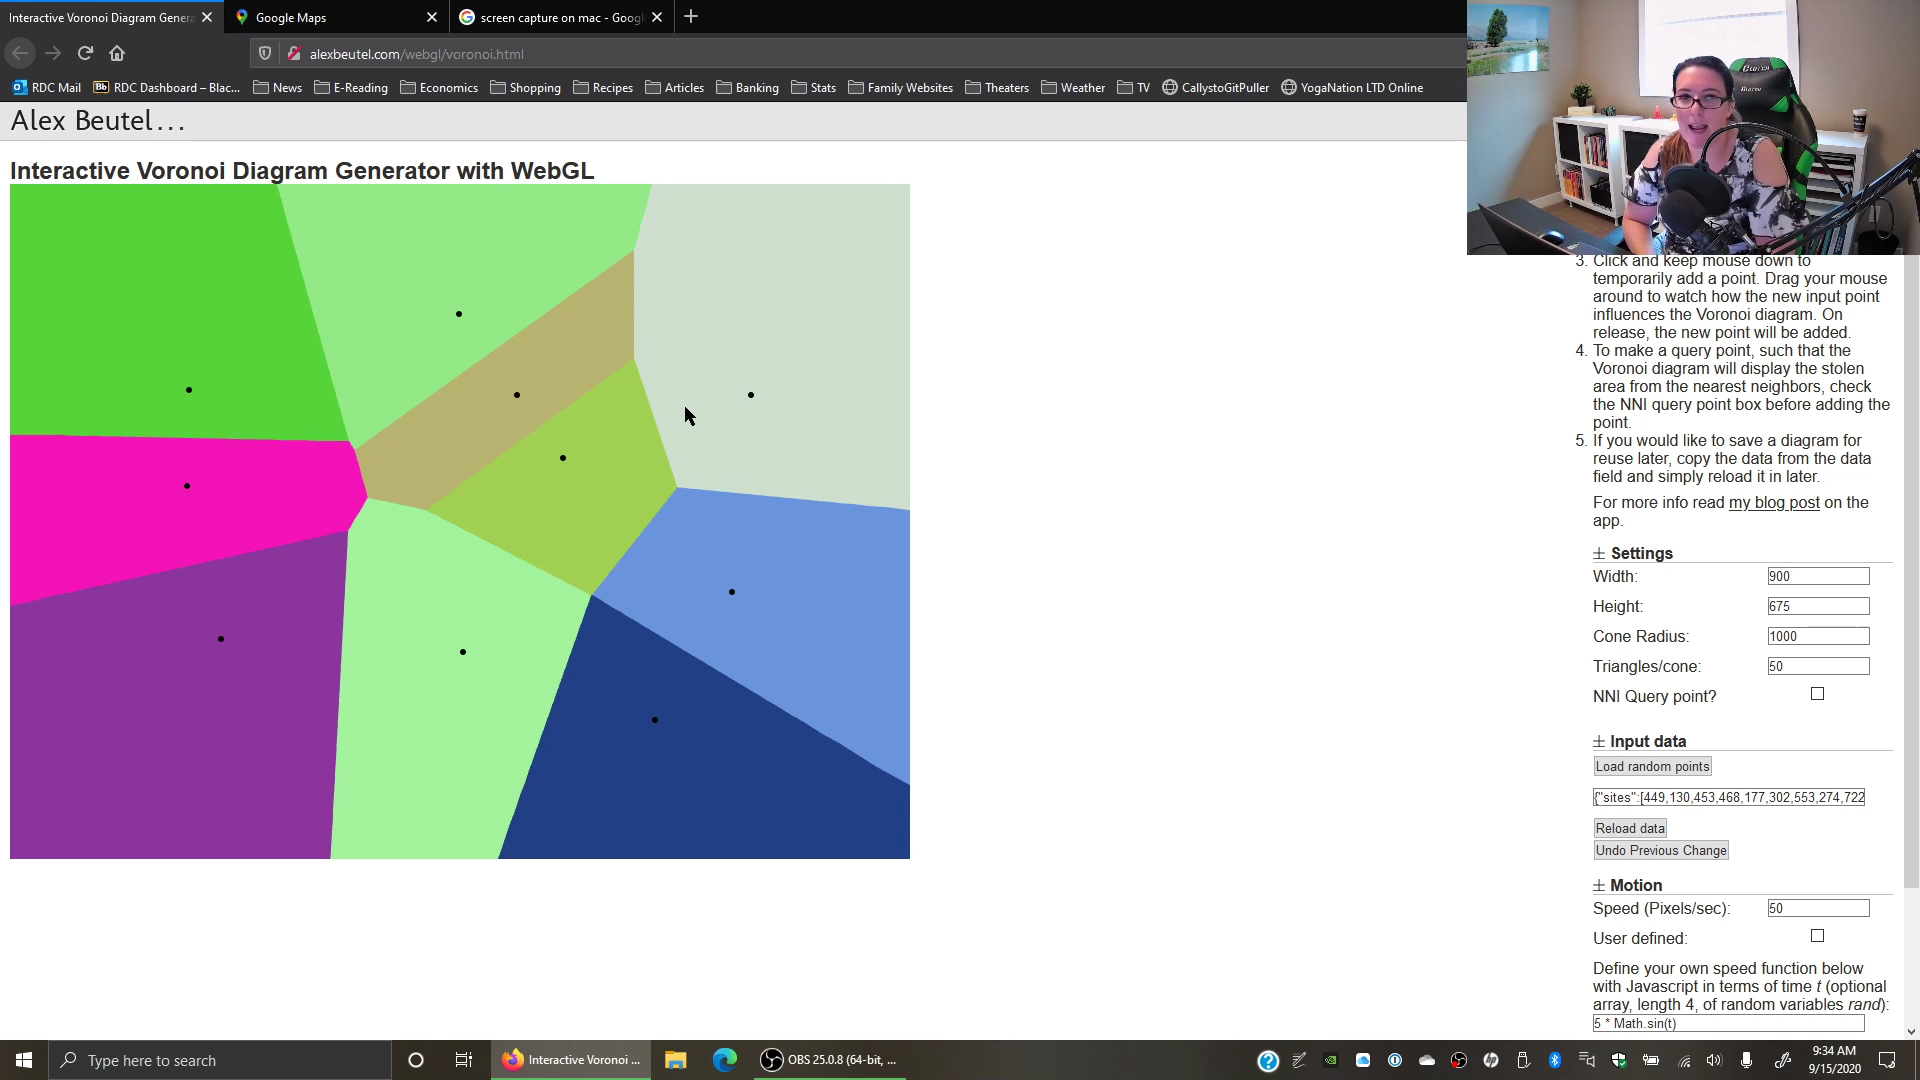 Interactive Voronoi Diagram Genera
Google Maps
screen capture on mac - Googl
alexbeutel.com/webgl/voronoi.html
RDC Mail
RDC Dashboard – Blac...
News
E-Reading
Economics
Shopping
Recipes
Articles
Banking
Stats
Family Websites
Theaters
Weather
TV
CallystoGitPuller
YogaNation LTD Online
Alex Beutel...
Interactive Voronoi Diagram Generator with WebGL
3. Click and keep mouse down to
temporarily add a point. Drag your mouse
around to watch how the new input point
influences the Voronoi diagram. On
release, the new point will be added.
4. To make a query point, such that the
Voronoi diagram will display the stolen
area from the nearest neighbors, check
the NNI query point box before adding the
point.
5. If you would like to save a diagram for
reuse later, copy the data from the data
field and simply reload it in later.
For more info read my blog post on the
app.
± Settings
Width: 900
Height: 675
Cone Radius: 1000
Triangles/cone: 50
NNI Query point?
± Input data
Load random points
{"sites":[449,130,453,468,177,302,553,274,722
Reload data
Undo Previous Change
± Motion
Speed (Pixels/sec): 50
User defined:
Define your own speed function below
with Javascript in terms of time t (optional
array, length 4, of random variables rand):
5 * Math.sin(t)
Type here to search
Interactive Voronoi ...
OBS 25.0.8 (64-bit, ...
9:34 AM
9/15/2020